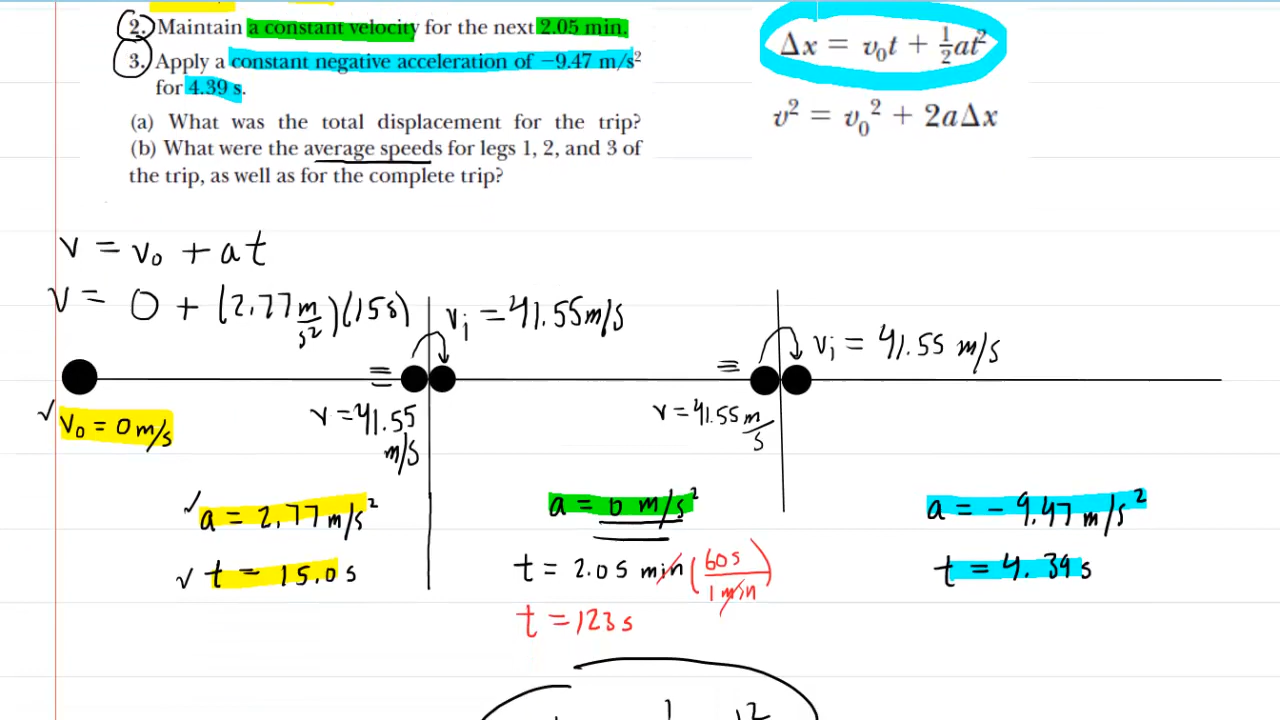 2. Maintain a constant velocity for the next 2.05 min.
3. Apply a constant negative acceleration of −9.47 m/s²
for 4.39 s.
(a) What was the total displacement for the trip?
(b) What were the average speeds for legs 1, 2, and 3 of
the trip, as well as for the complete trip?
Δx = v₀t + ½at²
v² = v₀² + 2aΔx
v = v₀ + at
v = 0 + (2.77 m/s²)(15s)
vᵢ = 41.55 m/s
vᵢ = 41.55 m/s
v₀ = 0 m/s
v = 41.55 m/s
v = 41.55 m/s
a = 2.77 m/s²
t = 15.0 s
a = 0 m/s²
t = 2.05 min (60 s / 1 min)
t = 123 s
a = − 9.47 m/s²
t = 4.39 s